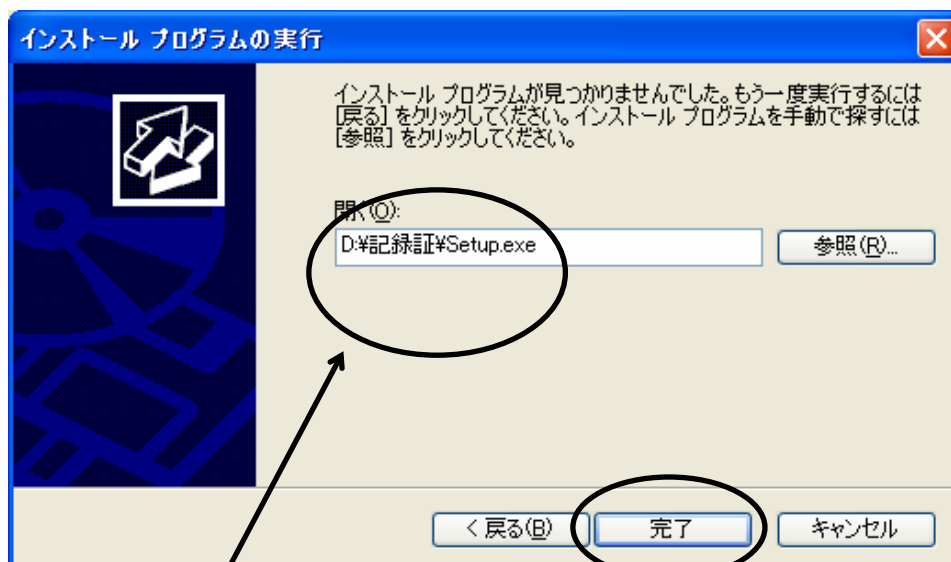 インストール プログラムの実行
インストール プログラムが見つかりませんでした。もう一度実行するには
[戻る] をクリックしてください。インストール プログラムを手動で探すには
[参照] をクリックしてください。
開く(O):
D:¥記録証¥Setup.exe
参照(R)...
< 戻る(B)
完了
キャンセル